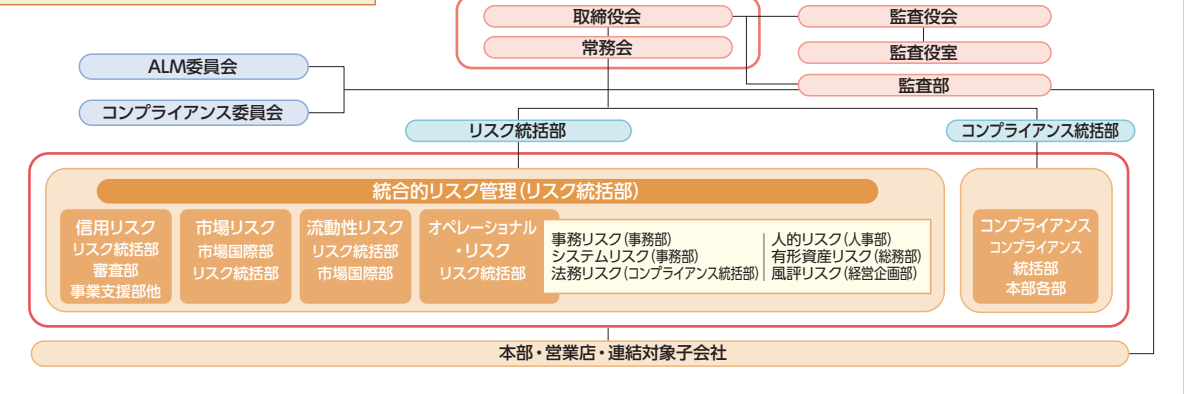 取締役会
常務会
監査役会
監査役室
監査部
ALM委員会
コンプライアンス委員会
リスク統括部
コンプライアンス統括部
統合的リスク管理(リスク統括部)
信用リスク
リスク統括部
審査部
事業支援部他
市場リスク
市場国際部
リスク統括部
流動性リスク
リスク統括部
市場国際部
オペレーショナル
・リスク
リスク統括部
事務リスク(事務部)
システムリスク(事務部)
法務リスク(コンプライアンス統括部)
人的リスク(人事部)
有形資産リスク(総務部)
風評リスク(経営企画部)
コンプライアンス
コンプライアンス
統括部
本部各部
本部・営業店・連結対象子会社